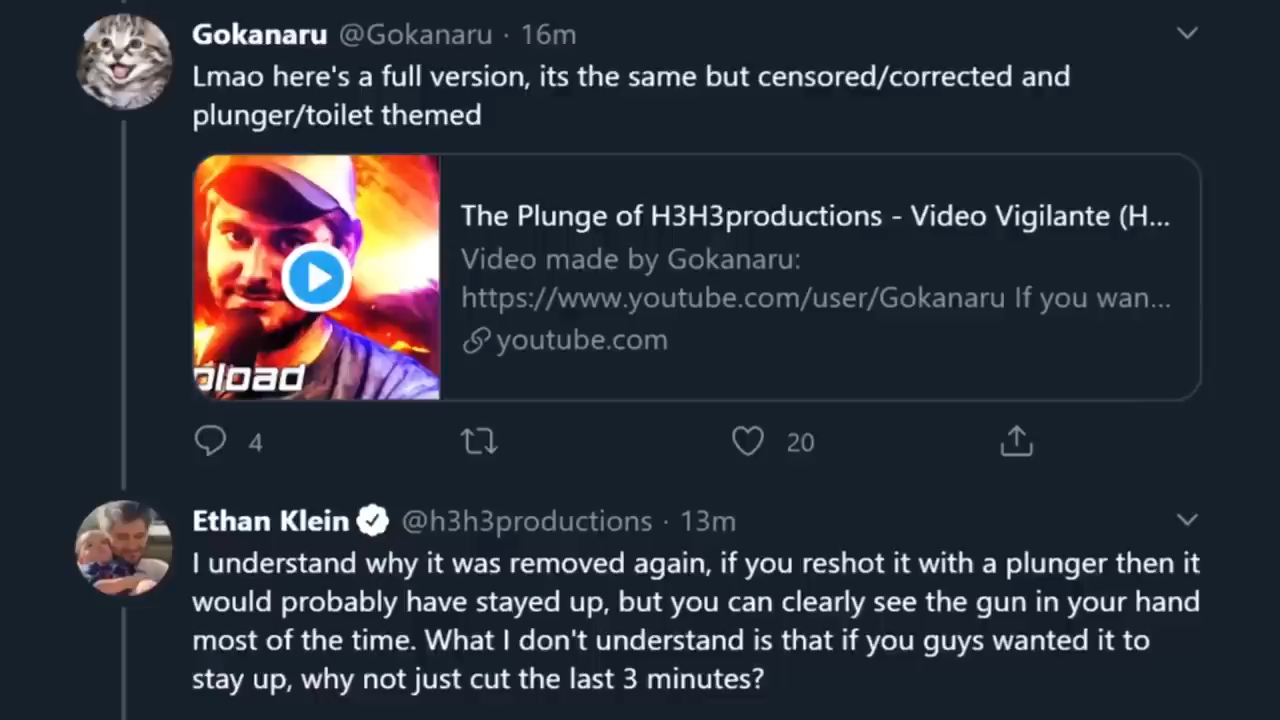 Gokanaru @Gokanaru · 16m
Lmao here's a full version, its the same but censored/corrected and
plunger/toilet themed
The Plunge of H3H3productions - Video Vigilante (H...
Video made by Gokanaru:
https://www.youtube.com/user/Gokanaru If you wan...
youtube.com
pload
4
20
Ethan Klein @h3h3productions · 13m
I understand why it was removed again, if you reshot it with a plunger then it
would probably have stayed up, but you can clearly see the gun in your hand
most of the time. What I don't understand is that if you guys wanted it to
stay up, why not just cut the last 3 minutes?